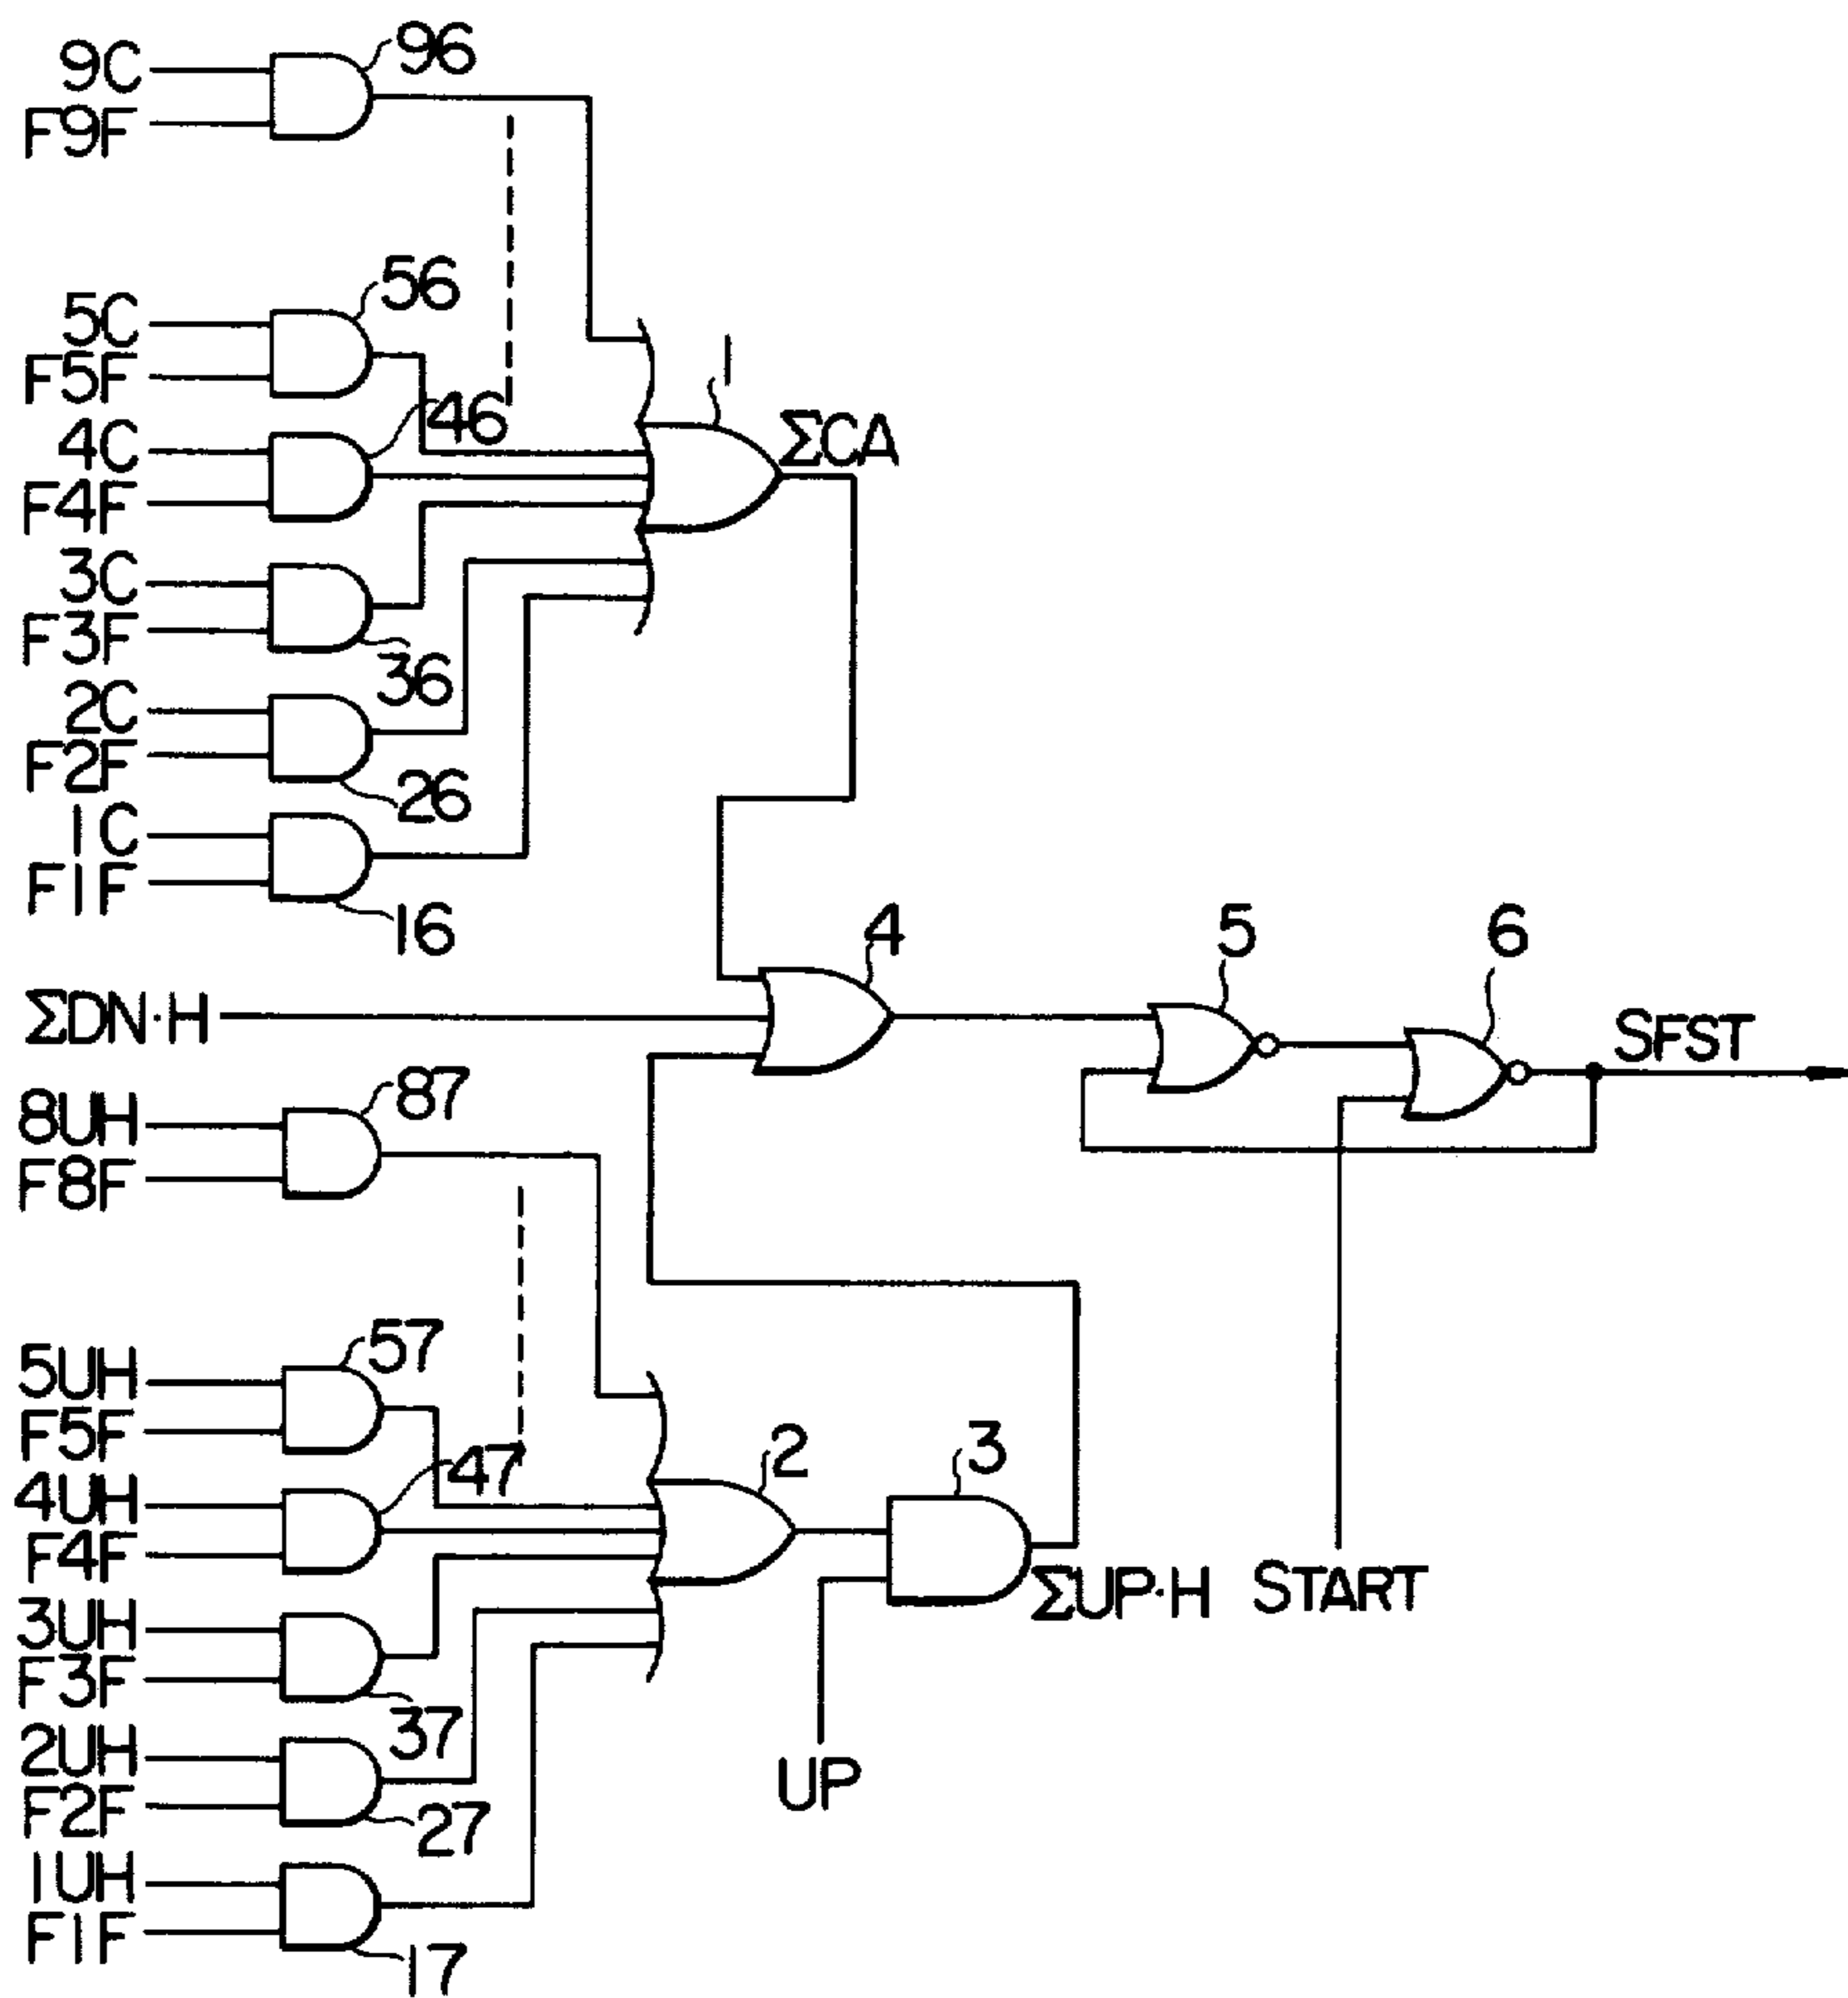 9C
96
F9F
5C
56
F5F
4C
46
F4F
1
ΣCA
3C
F3F
36
2C
F2F
26
1C
F1F
16
ΣDN·H
4
5
6
SFST
8UH
87
F8F
5UH
57
F5F
4UH
47
F4F
2
3
ΣUP·H
START
3UH
F3F
37
UP
2UH
F2F
27
1UH
F1F
17